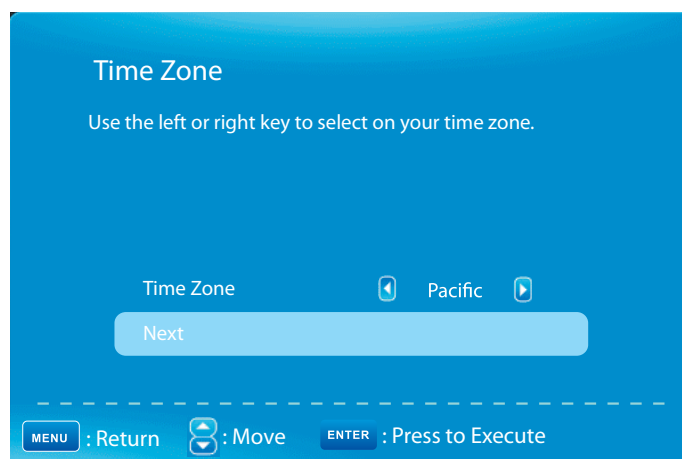 Time Zone
Use the left or right key to select on your time zone.
Time Zone Pacific
Next
MENU : Return : Move ENTER : Press to Execute